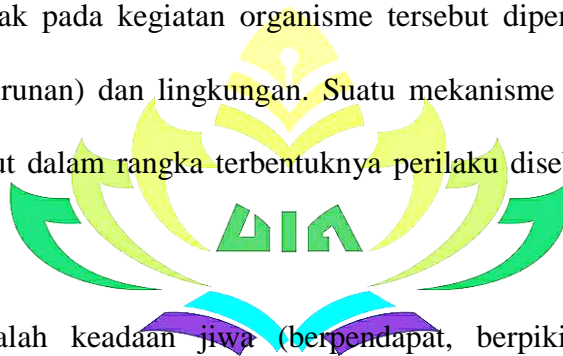 ak pada kegiatan organisme tersebut diper
runan) dan lingkungan. Suatu mekanisme
ut dalam rangka terbentuknya perilaku diseb
UIN
alah keadaan jiwa (berpendapat, berpiki